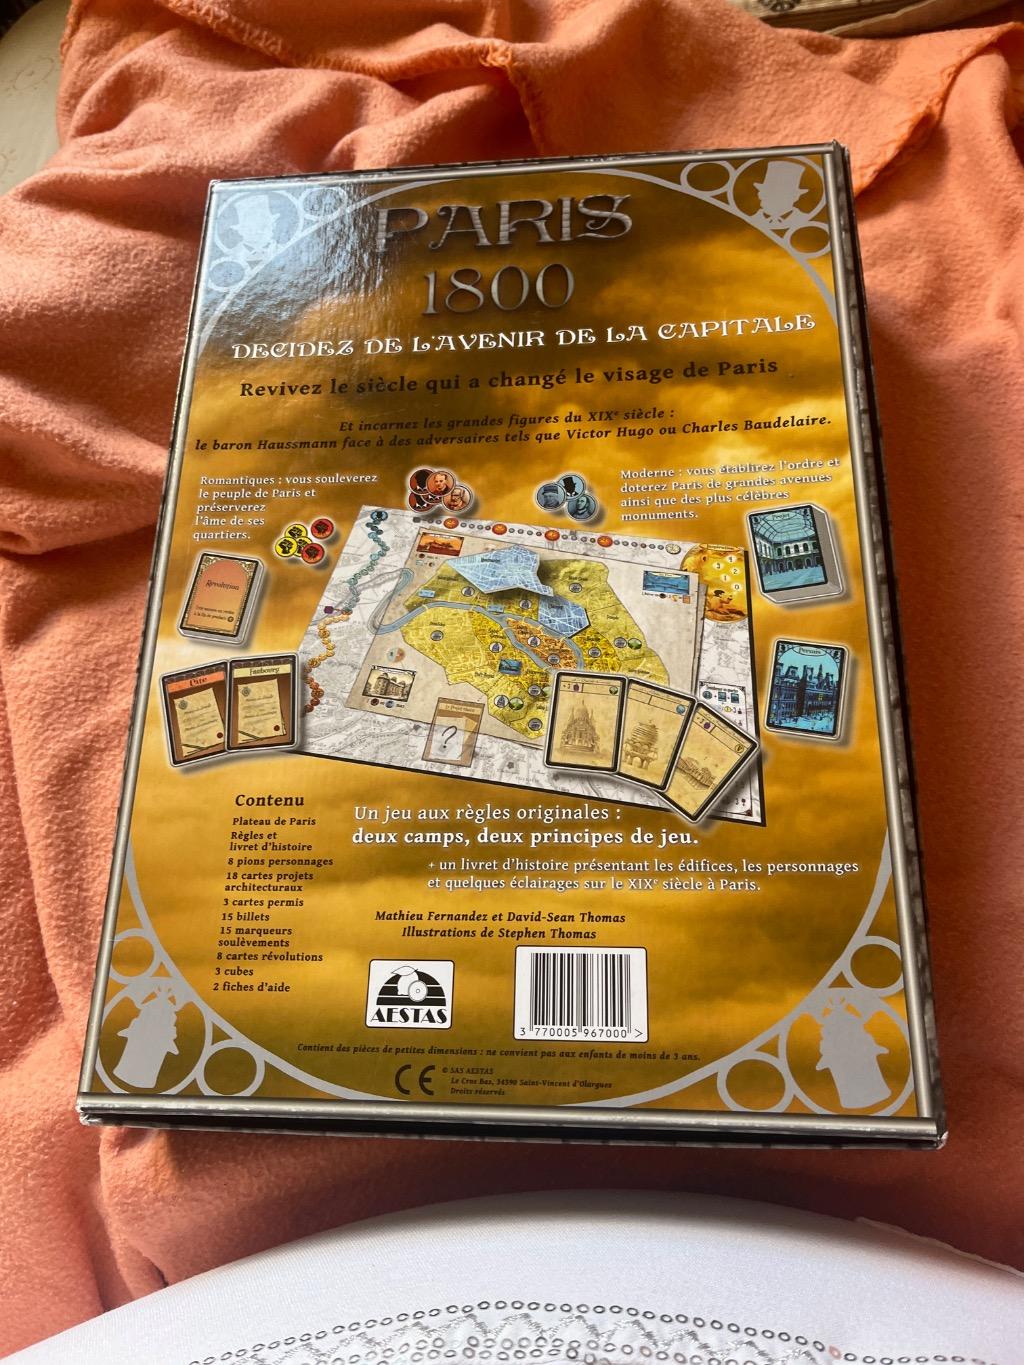 PARIS
1800
DECIDEZ DE L'AVENIR DE LA CAPITALE
Revivez le siècle qui a changé le visage de Paris
Et incarnez les grandes figures du XIXe siècle :
le baron Haussmann face à des adversaires tels que Victor Hugo ou Charles Baudelaire.
Romantiques : vous souleverez
le peuple de Paris et
préserverez
l'âme de ses
quartiers.
Moderne : vous établirez l'ordre et
doterez Paris de grandes avenues
ainsi que des plus célèbres
monuments.
Révolution
Cité
Faubourg
Permis
?
Contenu
Plateau de Paris
Règles et
livret d'histoire
8 pions personnages
18 cartes projets
architecturaux
3 cartes permis
15 billets
15 marqueurs
soulèvements
8 cartes révolutions
3 cubes
2 fiches d'aide
Un jeu aux règles originales :
deux camps, deux principes de jeu.
+ un livret d'histoire présentant les édifices, les personnages
et quelques éclairages sur le XIXe siècle à Paris.
Mathieu Fernandez et David-Sean Thomas
Illustrations de Stephen Thomas
AESTAS
3 770005 967000 >
Contient des pièces de petites dimensions : ne convient pas aux enfants de moins de 3 ans.
CE
© SAS AESTAS
Le Cros Bas, 34390 Saint-Vincent d'Olargues
Droits réservés